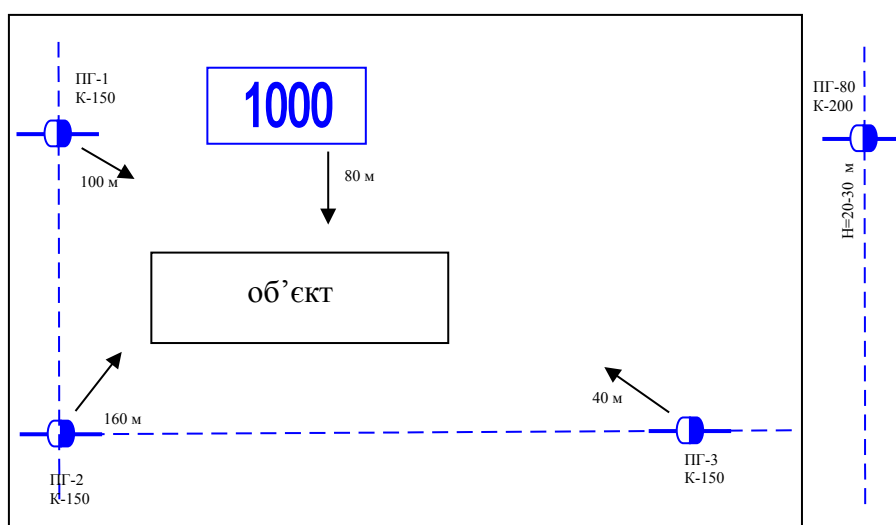 ПГ-1
К-150
1000
ПГ-80
К-200
100 м
80 м
Н=20-30 м
об’єкт
160 м
40 м
ПГ-2
К-150
ПГ-3
К-150